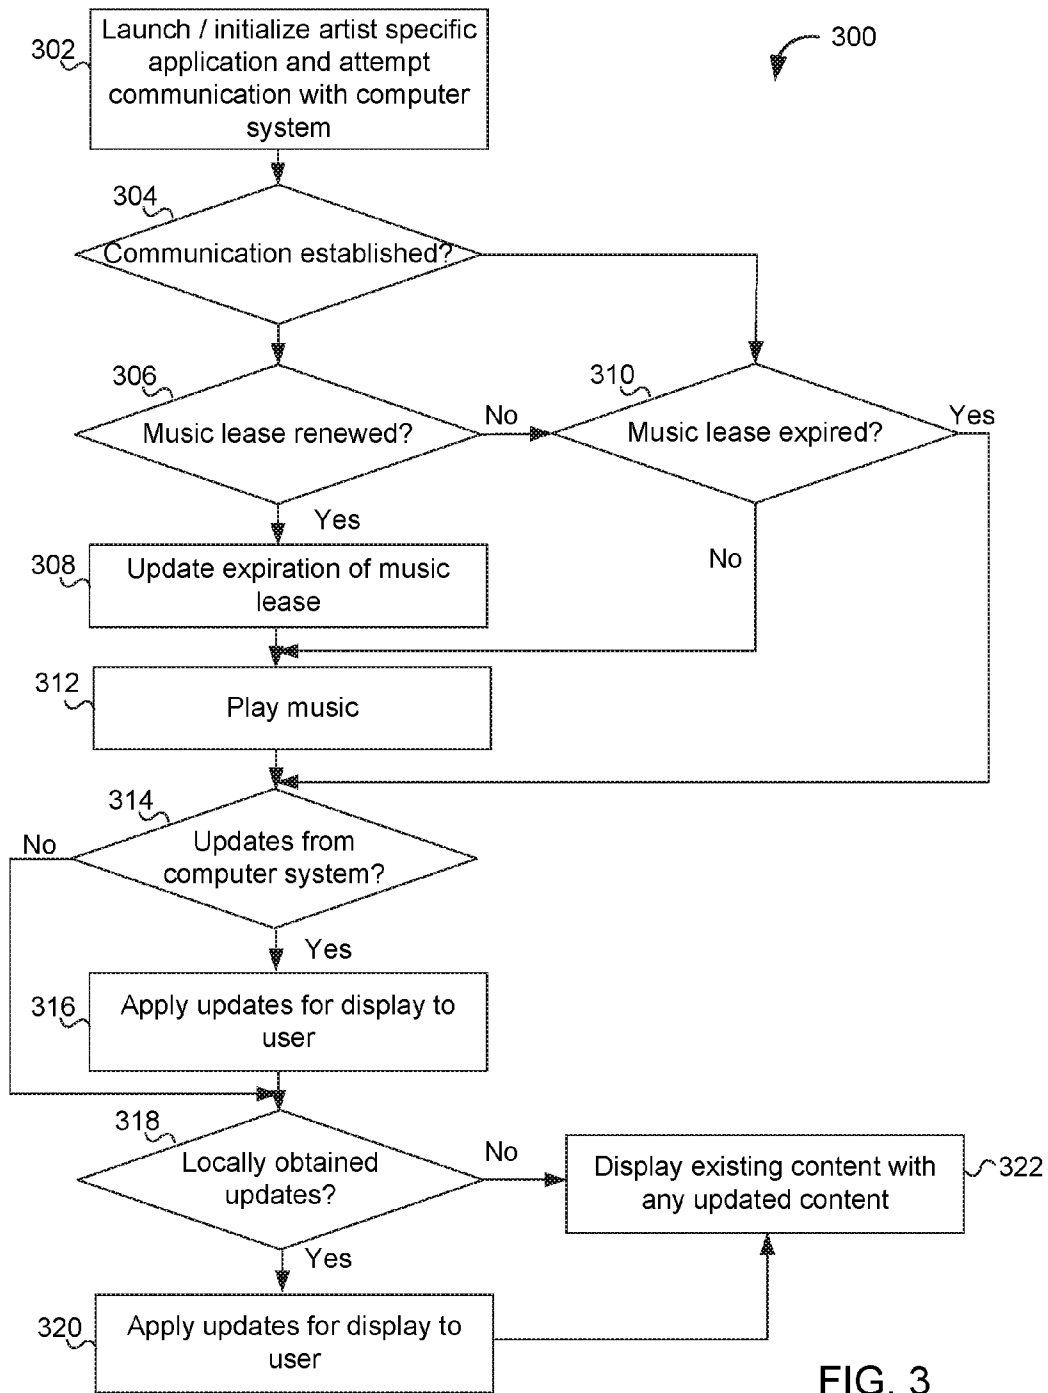 Launch / initialize artist specific
application and attempt
communication with computer
system
302
300
304
Communication established?
306
Music lease renewed?
No
310
Music lease expired?
Yes
Yes
No
308
Update expiration of music
lease
312
Play music
314
Updates from
computer system?
No
Yes
316
Apply updates for display to
user
318
Locally obtained
updates?
No
Display existing content with
any updated content
322
Yes
320
Apply updates for display to
user
FIG. 3